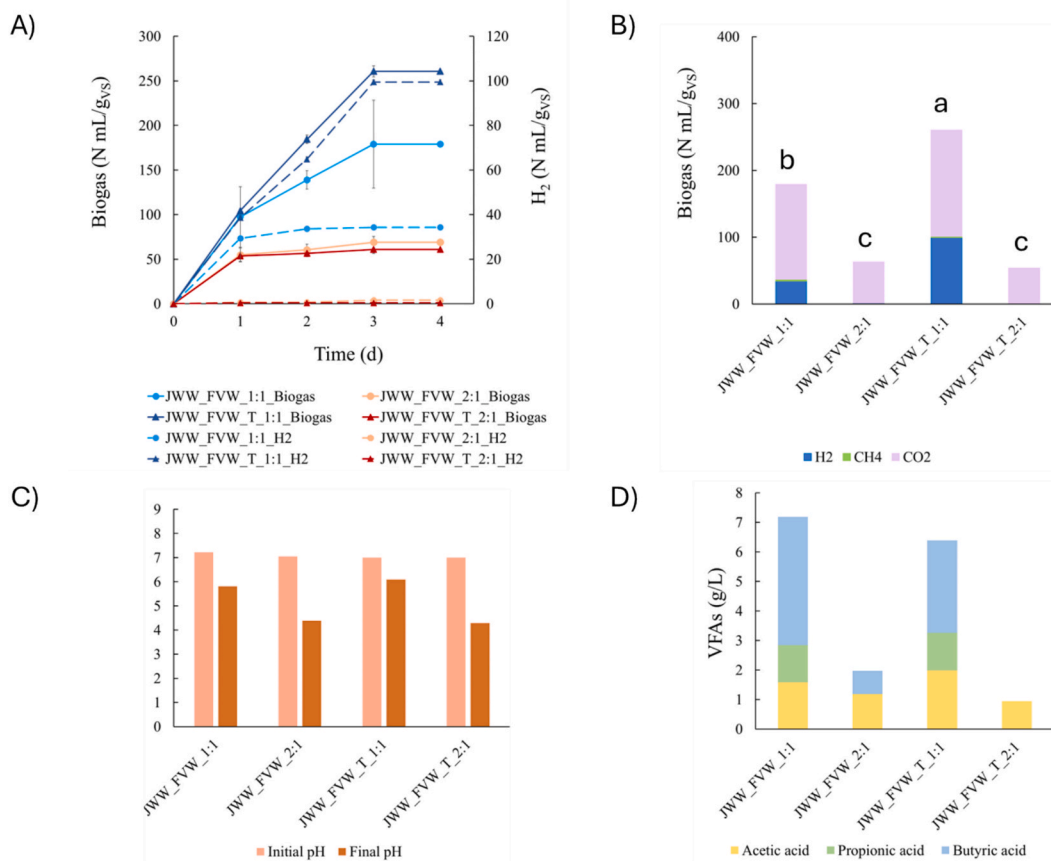 A)
Biogas (N mL/gVS)
300
250
200
150
100
50
0
120
100
80
60
40
20
0
H2 (N mL/gVS)
0 1 2 3 4
Time (d)
JWW_FVW_1:1_Biogas
JWW_FVW_2:1_Biogas
JWW_FVW_T_1:1_Biogas
JWW_FVW_T_2:1_Biogas
JWW_FVW_1:1_H2
JWW_FVW_2:1_H2
JWW_FVW_T_1:1_H2
JWW_FVW_T_2:1_H2
B)
Biogas (N mL/gVS)
400
300
200
100
0
b
c
a
c
JWW_FVW_1:1
JWW_FVW_2:1
JWW_FVW_T_1:1
JWW_FVW_T_2:1
H2 CH4 CO2
C)
9
8
7
6
5
4
3
2
1
0
JWW_FVW_1:1
JWW_FVW_2:1
JWW_FVW_T_1:1
JWW_FVW_T_2:1
Initial pH Final pH
D)
VFAs (g/L)
8
7
6
5
4
3
2
1
0
JWW_FVW_1:1
JWW_FVW_2:1
JWW_FVW_T_1:1
JWW_FVW_T_2:1
Acetic acid Propionic acid Butyric acid